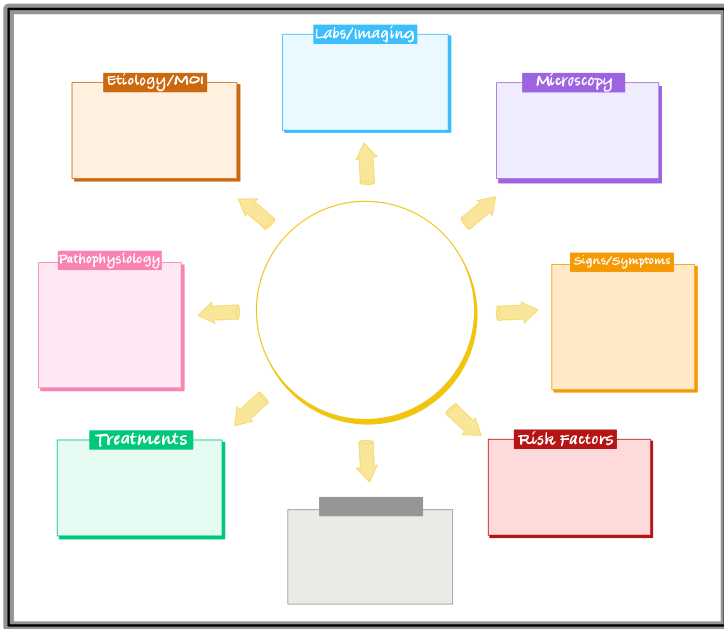 Labs/Imaging
Etiology/MOI
Microscopy
Pathophysiology
Signs/Symptoms
Treatments
Risk Factors